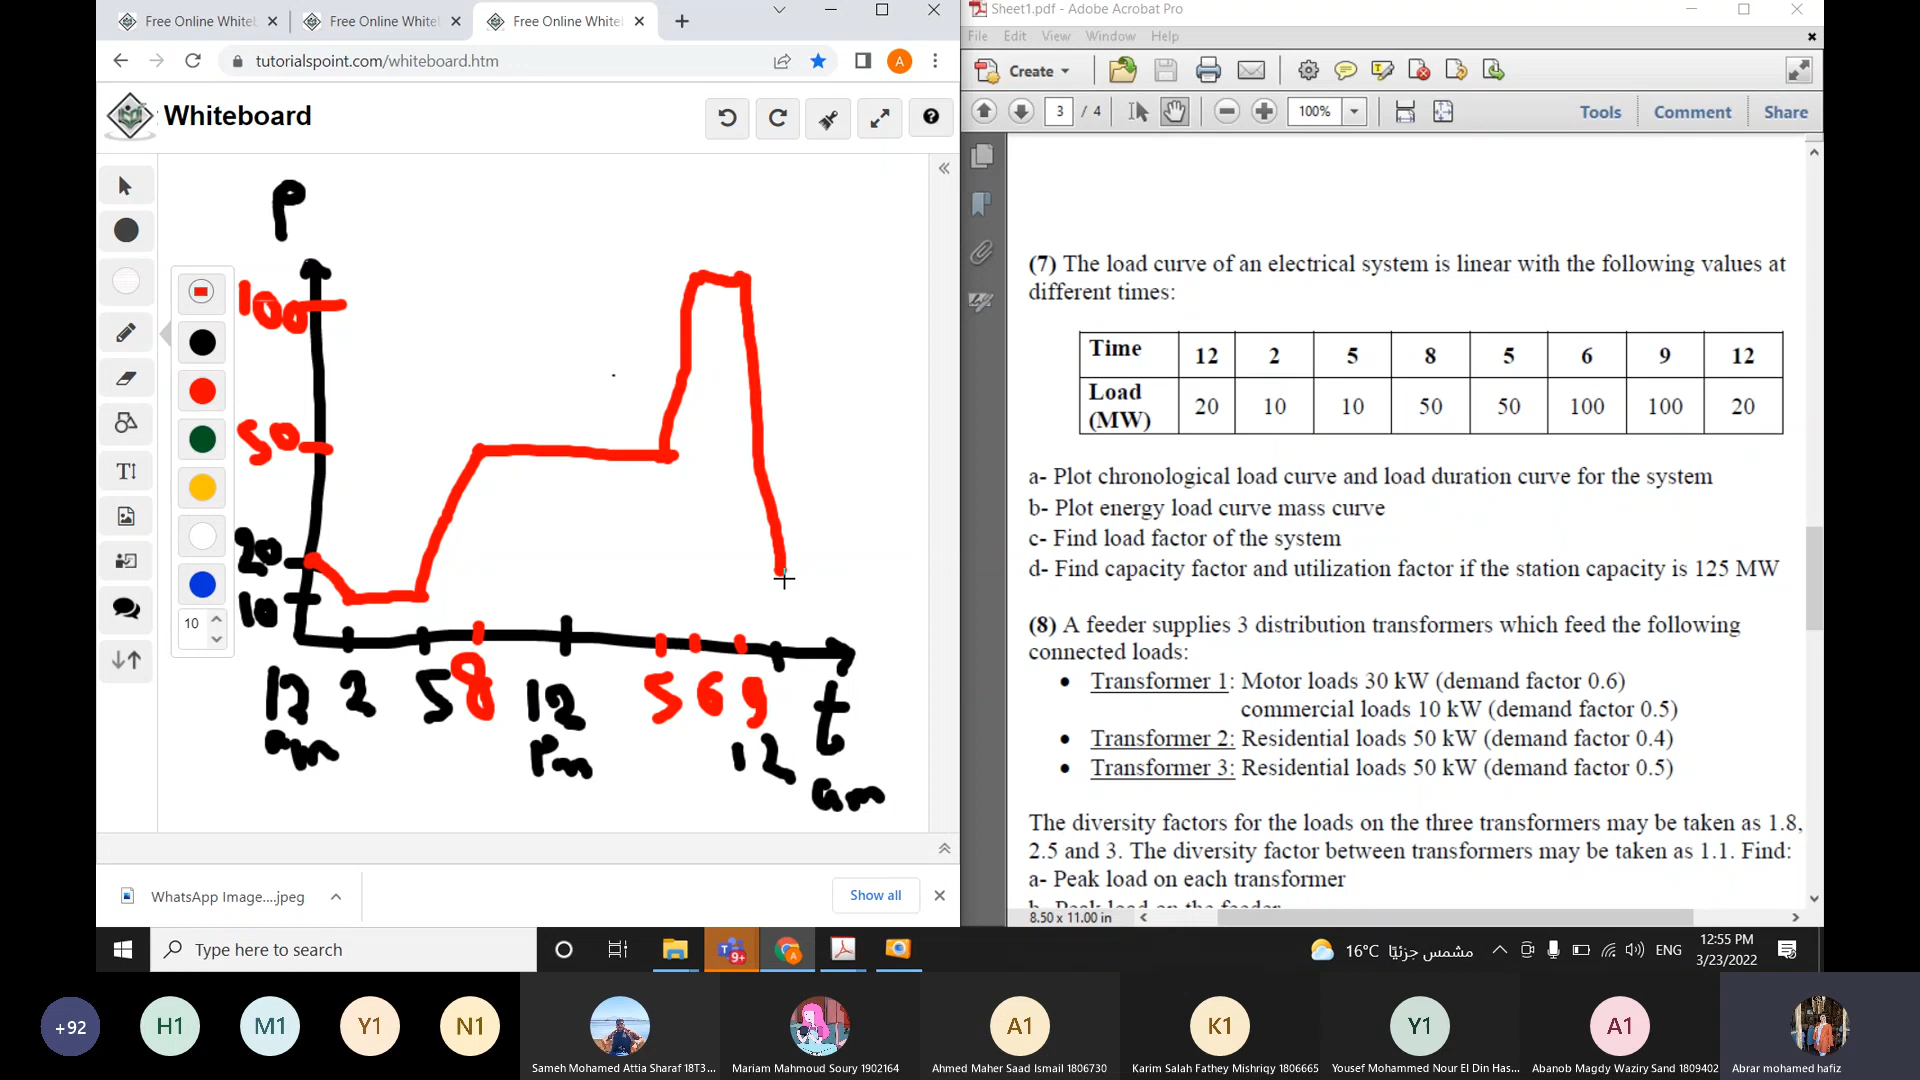 Free Online Whitel
Free Online Whitel
Free Online Whitel
tutorialspoint.com/whiteboard.htm
A
Whiteboard
P
100
50
20
10
12 2 5 8 12 5 6 9 t
am pm 12 am
10
WhatsApp Image....jpeg
Show all
Sheet1.pdf - Adobe Acrobat Pro
File Edit View Window Help
Create
3 / 4
100%
Tools Comment Share
(7) The load curve of an electrical system is linear with the following values at
different times:
Time 12 2 5 8 5 6 9 12
Load (MW) 20 10 10 50 50 100 100 20
a- Plot chronological load curve and load duration curve for the system
b- Plot energy load curve mass curve
c- Find load factor of the system
d- Find capacity factor and utilization factor if the station capacity is 125 MW
(8) A feeder supplies 3 distribution transformers which feed the following
connected loads:
• Transformer 1: Motor loads 30 kW (demand factor 0.6)
commercial loads 10 kW (demand factor 0.5)
• Transformer 2: Residential loads 50 kW (demand factor 0.4)
• Transformer 3: Residential loads 50 kW (demand factor 0.5)
The diversity factors for the loads on the three transformers may be taken as 1.8,
2.5 and 3. The diversity factor between transformers may be taken as 1.1. Find:
a- Peak load on each transformer
b- Peak load on the feeder
8.50 x 11.00 in
Type here to search
9+
16°C مشمس جزئيًا
ENG
12:55 PM
3/23/2022
+92 H1 M1 Y1 N1 A1 K1 Y1 A1
Sameh Mohamed Attia Sharaf 18T3...
Mariam Mahmoud Soury 1902164
Ahmed Maher Saad Ismail 1806730
Karim Salah Fathey Mishriqy 1806665
Yousef Mohammed Nour El Din Has...
Abanob Magdy Waziry Sand 1809402
Abrar mohamed hafiz